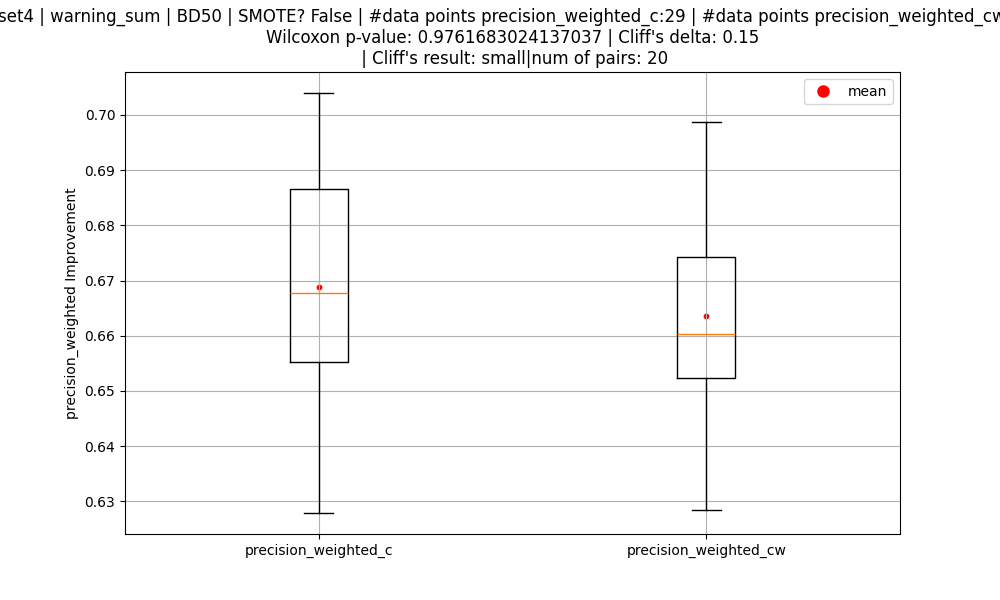 set4 | warning_sum | BD50 | SMOTE? False | #data points precision_weighted_c:29 | #data points precision_weighted_cw
Wilcoxon p-value: 0.9761683024137037 | Cliff's delta: 0.15
| Cliff's result: small|num of pairs: 20
mean
0.70
0.69
0.68
0.67
0.66
0.65
0.64
0.63
precision_weighted Improvement
precision_weighted_c
precision_weighted_cw